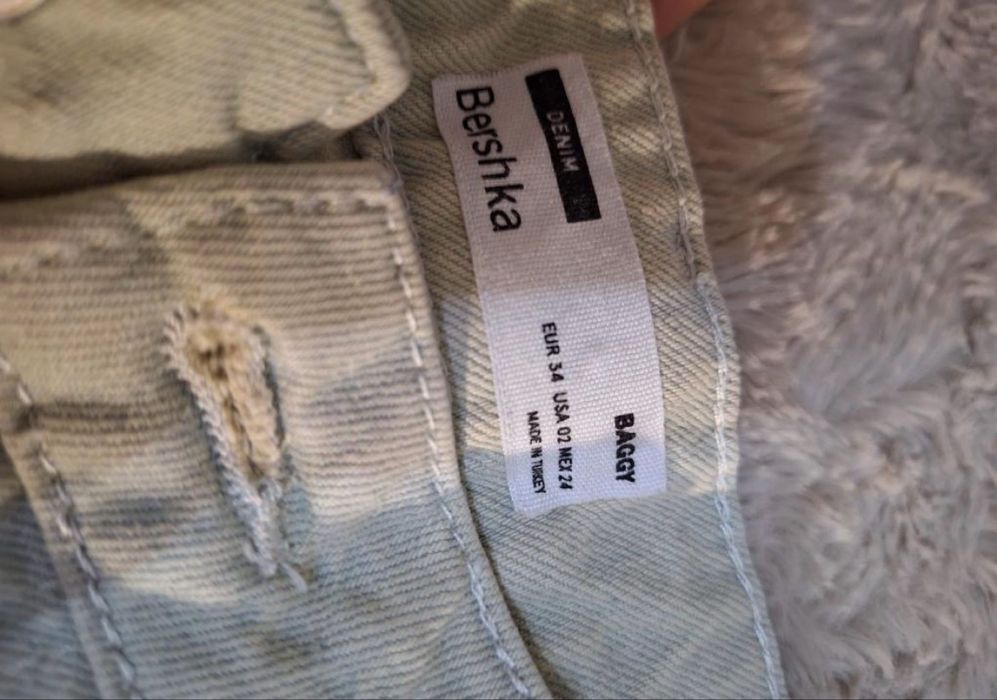 DENIM
Bershka
BAGGY
EUR 34 USA 02 MEX 24
MADE IN TURKEY